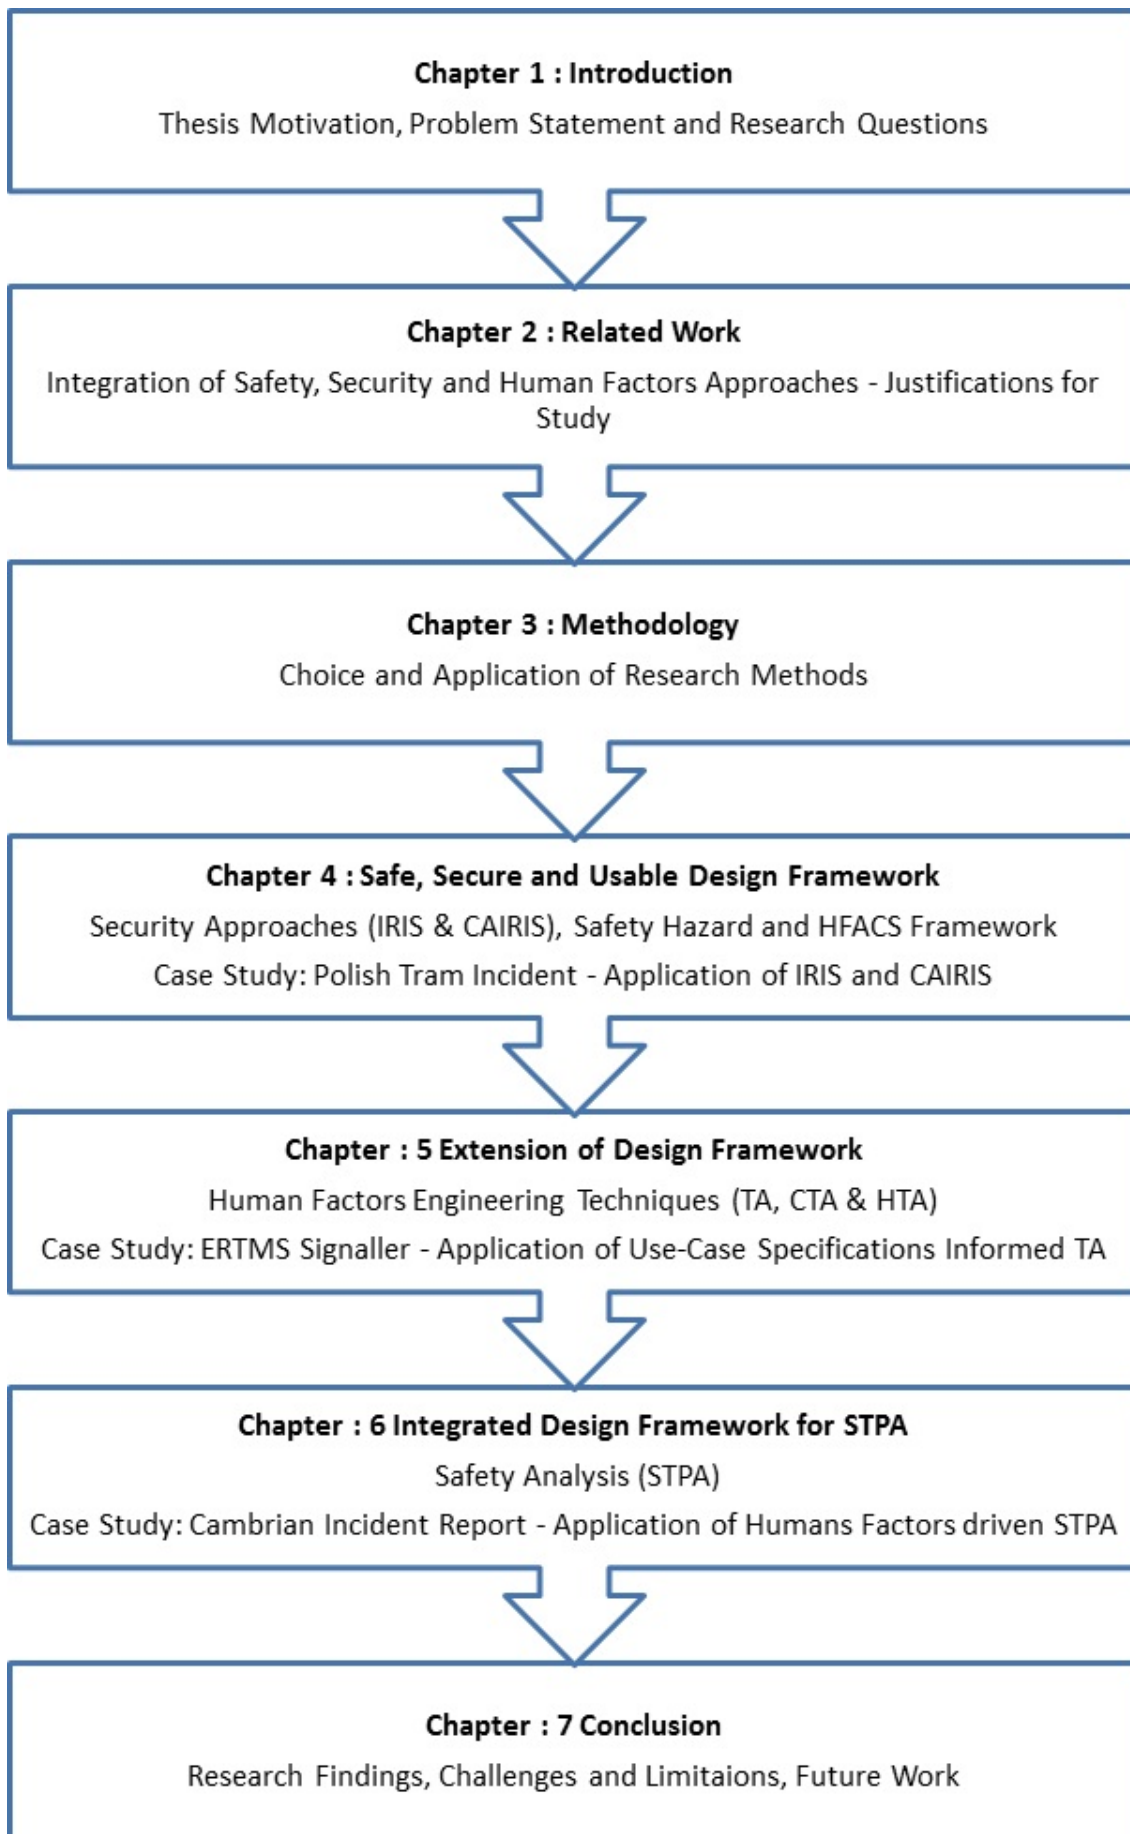 Chapter 1 : Introduction
Thesis Motivation, Problem Statement and Research Questions
Chapter 2 : Related Work
Integration of Safety, Security and Human Factors Approaches - Justifications for
Study
Chapter 3 : Methodology
Choice and Application of Research Methods
Chapter 4 : Safe, Secure and Usable Design Framework
Security Approaches (IRIS & CAIRIS), Safety Hazard and HFACS Framework
Case Study: Polish Tram Incident - Application of IRIS and CAIRIS
Chapter : 5 Extension of Design Framework
Human Factors Engineering Techniques (TA, CTA & HTA)
Case Study: ERTMS Signaller - Application of Use-Case Specifications Informed TA
Chapter : 6 Integrated Design Framework for STPA
Safety Analysis (STPA)
Case Study: Cambrian Incident Report - Application of Humans Factors driven STPA
Chapter : 7 Conclusion
Research Findings, Challenges and Limitaions, Future Work